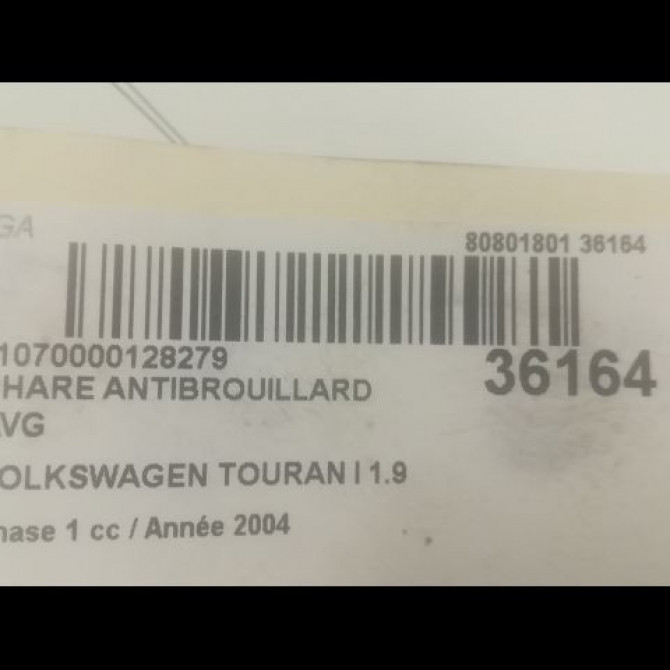 GA
80801801 36164
1070000128279
36164
HARE ANTIBROUILLARD
VG
OLKSWAGEN TOURAN I 1.9
hase 1 cc / Année 2004